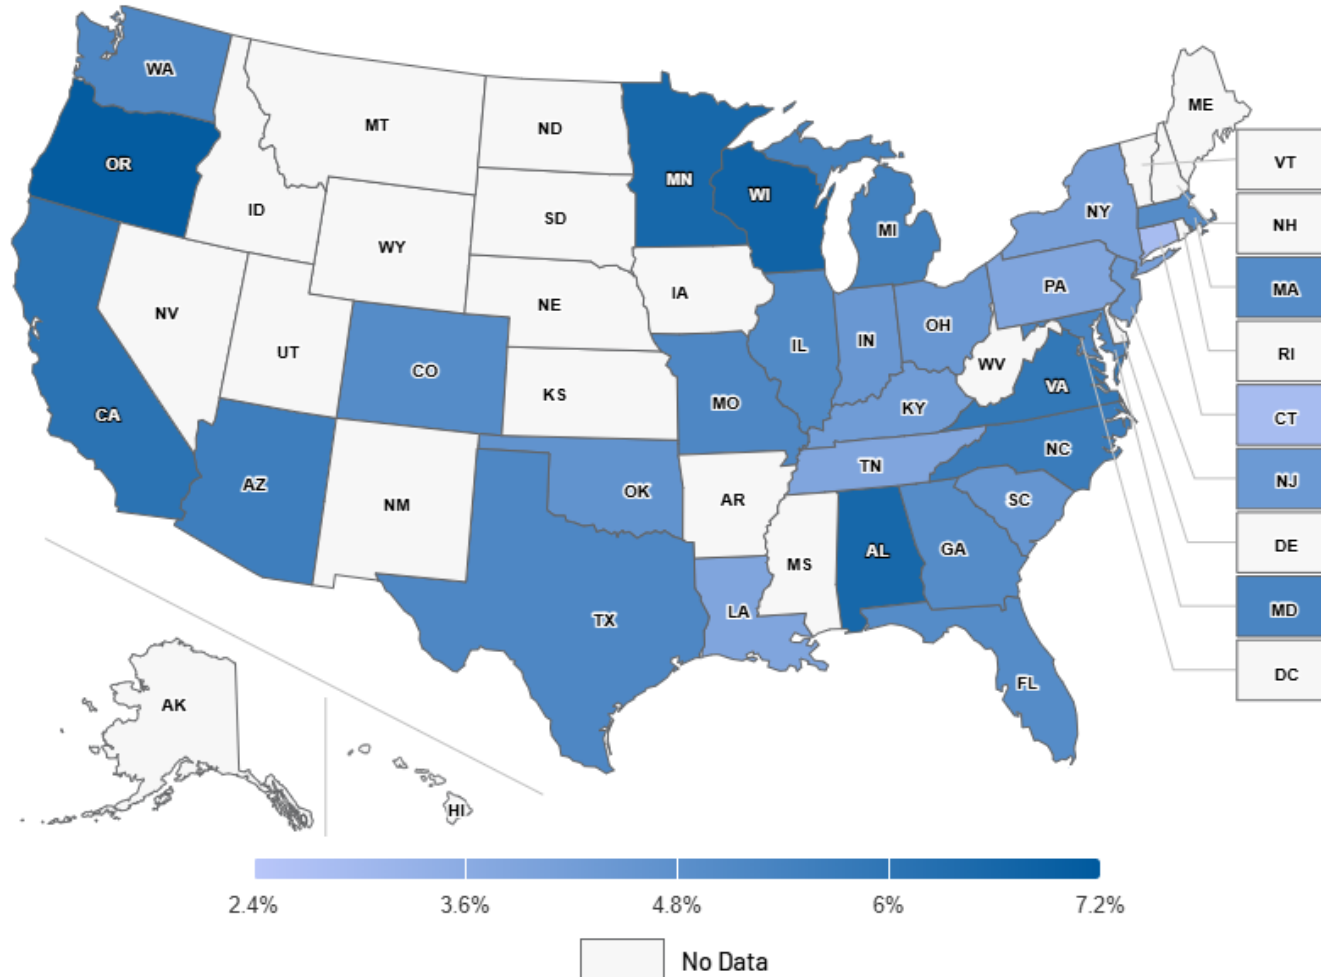 WA
MT
ND
MN
ME
VT
OR
ID
SD
WI
MI
NY
NH
WY
MA
NV
NE
IA
PA
RI
UT
CO
KS
MO
IL
IN
OH
WV
VA
CT
CA
KY
NC
NJ
AZ
NM
OK
AR
TN
SC
DE
TX
LA
MS
AL
GA
MD
FL
DC
AK
HI
2.4% 3.6% 4.8% 6% 7.2%
No Data